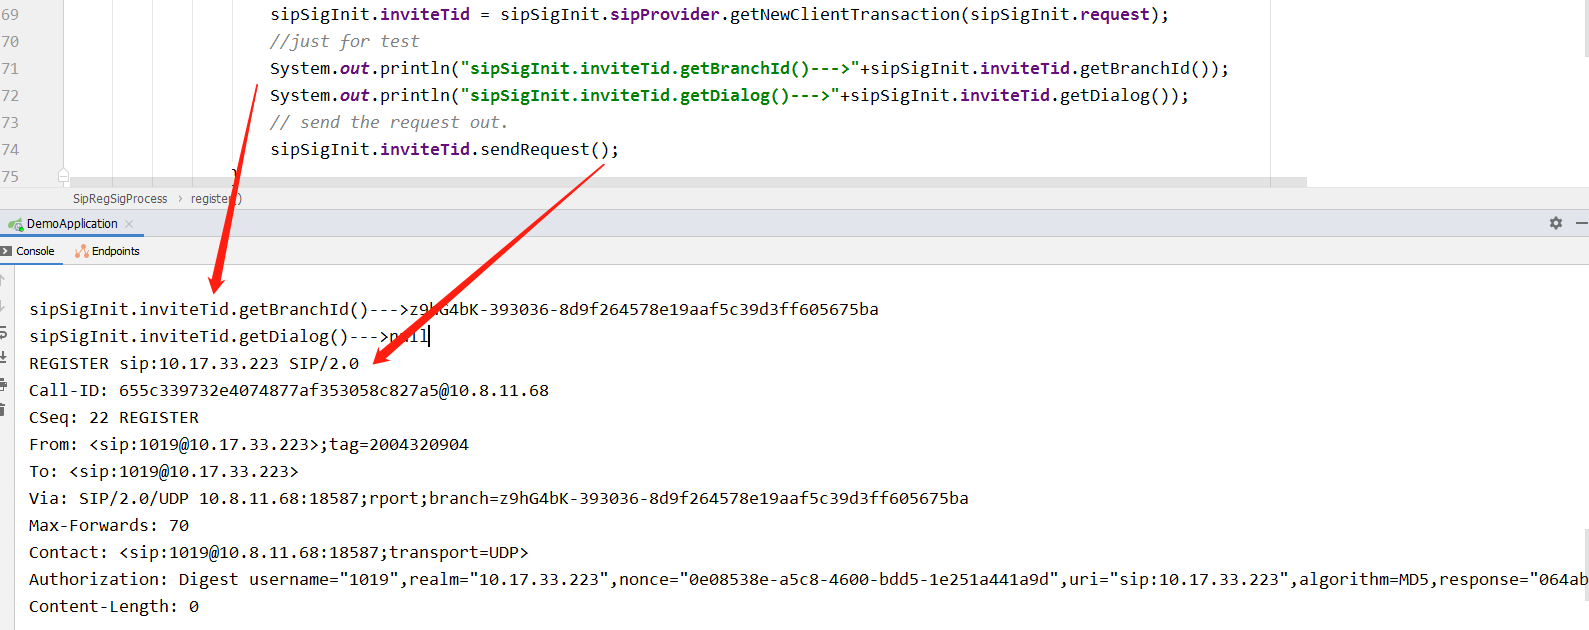 69 sipSigInit.inviteTid = sipSigInit.sipProvider.getNewClientTransaction(sipSigInit.request);
70 //just for test
71 System.out.println("sipSigInit.inviteTid.getBranchId()--->"+sipSigInit.inviteTid.getBranchId());
72 System.out.println("sipSigInit.inviteTid.getDialog()--->"+sipSigInit.inviteTid.getDialog());
73 // send the request out.
74 sipSigInit.inviteTid.sendRequest();
75 }
SipRegSigProcess › register()
DemoApplication ×
Console Endpoints
sipSigInit.inviteTid.getBranchId()--->z9hG4bK-393036-8d9f264578e19aaf5c39d3ff605675ba
sipSigInit.inviteTid.getDialog()--->null
REGISTER sip:10.17.33.223 SIP/2.0
Call-ID: 655c339732e4074877af353058c827a5@10.8.11.68
CSeq: 22 REGISTER
From: <sip:1019@10.17.33.223>;tag=2004320904
To: <sip:1019@10.17.33.223>
Via: SIP/2.0/UDP 10.8.11.68:18587;rport;branch=z9hG4bK-393036-8d9f264578e19aaf5c39d3ff605675ba
Max-Forwards: 70
Contact: <sip:1019@10.8.11.68:18587;transport=UDP>
Authorization: Digest username="1019",realm="10.17.33.223",nonce="0e08538e-a5c8-4600-bdd5-1e251a441a9d",uri="sip:10.17.33.223",algorithm=MD5,response="064ab
Content-Length: 0